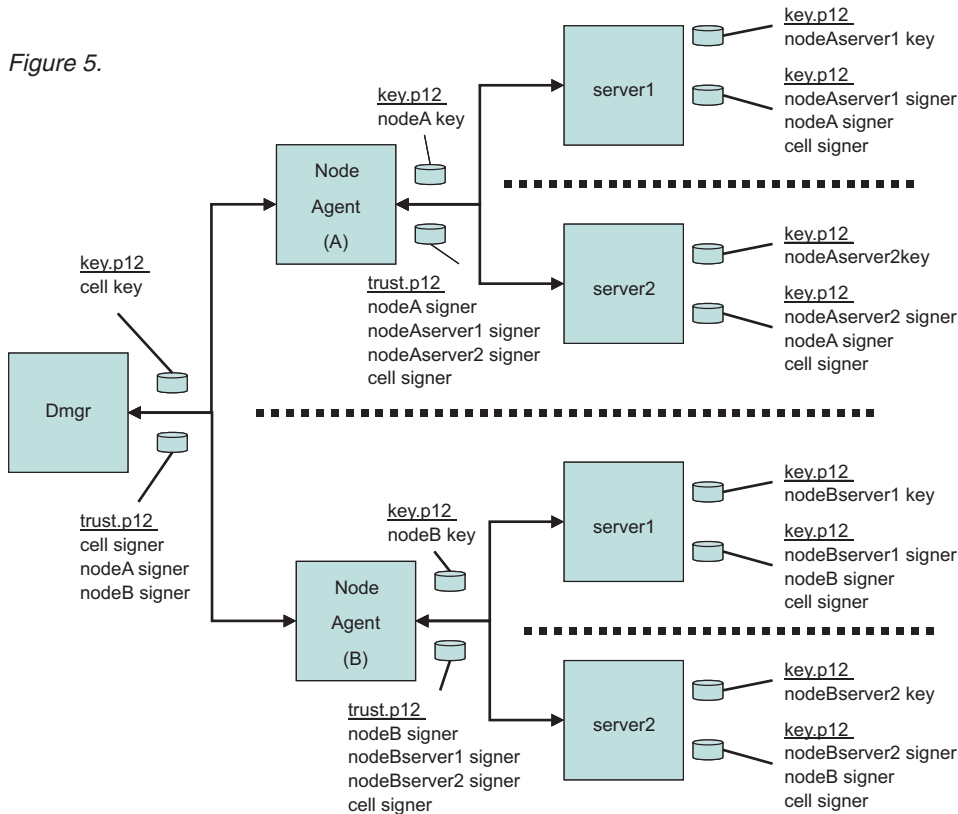 Figure 5.
key.p12
cell key
Dmgr
trust.p12
cell signer
nodeA signer
nodeB signer
key.p12
nodeA key
Node
Agent
(A)
trust.p12
nodeA signer
nodeAserver1 signer
nodeAserver2 signer
cell signer
server1
key.p12
nodeAserver1 key
key.p12
nodeAserver1 signer
nodeA signer
cell signer
server2
key.p12
nodeAserver2key
key.p12
nodeAserver2 signer
nodeA signer
cell signer
key.p12
nodeB key
Node
Agent
(B)
trust.p12
nodeB signer
nodeBserver1 signer
nodeBserver2 signer
cell signer
server1
key.p12
nodeBserver1 key
key.p12
nodeBserver1 signer
nodeB signer
cell signer
server2
key.p12
nodeBserver2 key
key.p12
nodeBserver2 signer
nodeB signer
cell signer